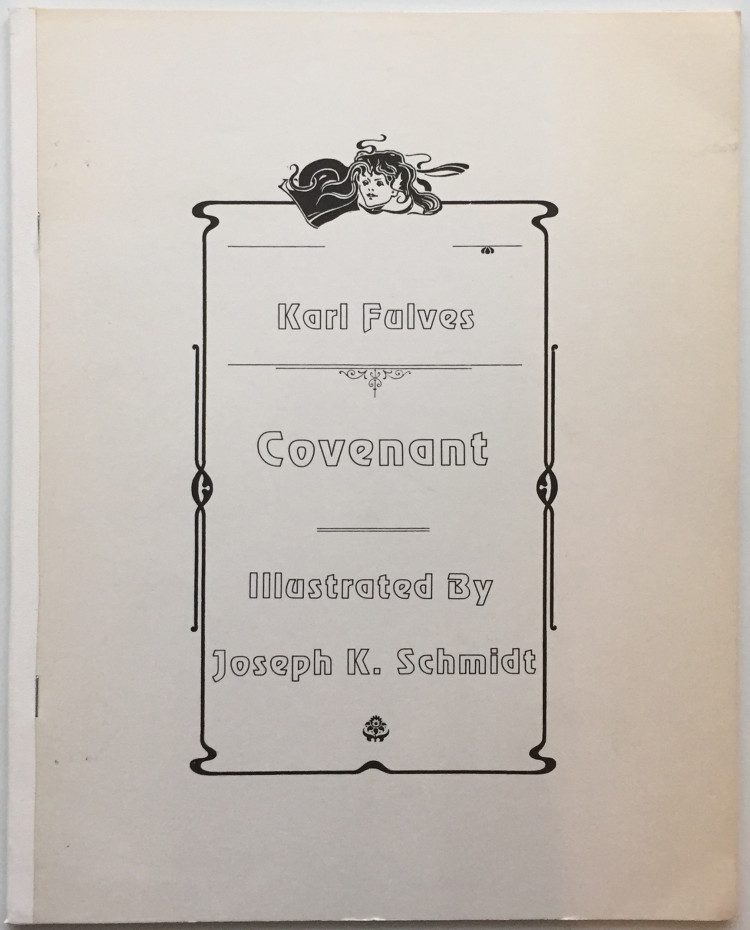 Karl Fulves
Covenant
Illustrated By
Joseph K. Schmidt